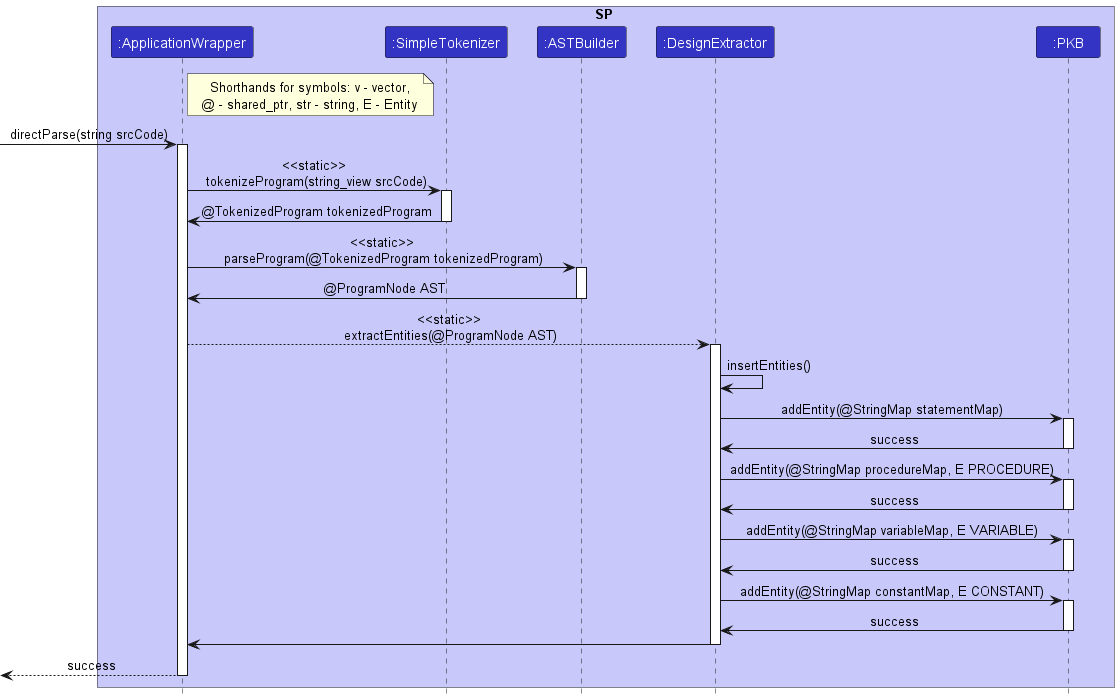 SP
:ApplicationWrapper
:SimpleTokenizer
:ASTBuilder
:DesignExtractor
:PKB
Shorthands for symbols: v - vector,
@ - shared_ptr, str - string, E - Entity
directParse(string srcCode)
<<static>>
tokenizeProgram(string_view srcCode)
@TokenizedProgram tokenizedProgram
<<static>>
parseProgram(@TokenizedProgram tokenizedProgram)
@ProgramNode AST
<<static>>
extractEntities(@ProgramNode AST)
insertEntities()
addEntity(@StringMap statementMap)
success
addEntity(@StringMap procedureMap, E PROCEDURE)
success
addEntity(@StringMap variableMap, E VARIABLE)
success
addEntity(@StringMap constantMap, E CONSTANT)
success
success